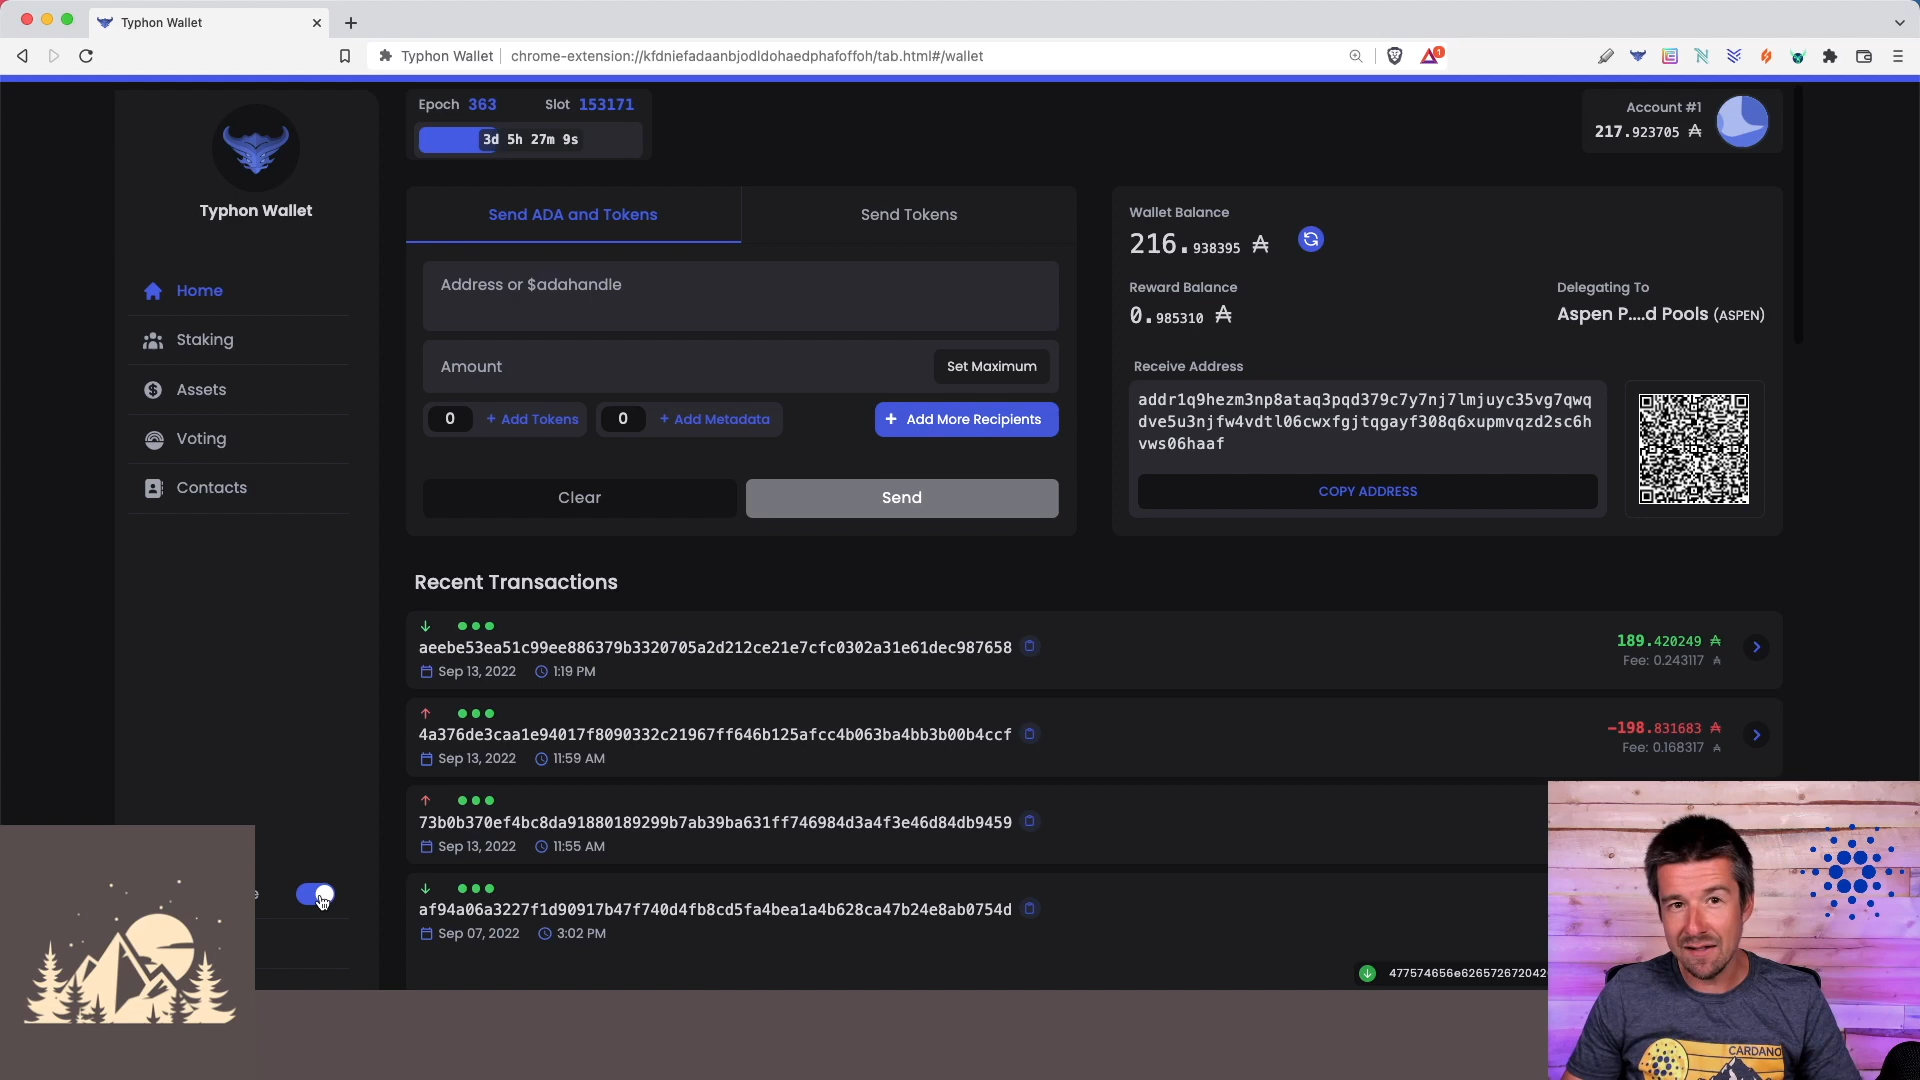 Typhon Wallet
Typhon Wallet chrome-extension://kfdniefadaanbjodldohaedphafoffoh/tab.html#/wallet
1
Typhon Wallet
Home
Staking
Assets
Voting
Contacts
Epoch 363 Slot 153171
3d 5h 27m 9s
Account #1
217.923705 ₳
Send ADA and Tokens
Send Tokens
Address or $adahandle
Amount
Set Maximum
0 + Add Tokens
0 + Add Metadata
+ Add More Recipients
Clear
Send
Wallet Balance
216.938395 ₳
Reward Balance
0.985310 ₳
Delegating To
Aspen P....d Pools (ASPEN)
Receive Address
addr1q9hezm3np8ataq3pqd379c7y7nj7lmjuyc35vg7qwq
dve5u3njfw4vdtl06cwxfgjtqgayf308q6xupmvqzd2sc6h
vws06haaf
COPY ADDRESS
Recent Transactions
aeebe53ea51c99ee886379b3320705a2d212ce21e7cfc0302a31e61dec987658
Sep 13, 2022 1:19 PM
189.420249 ₳
Fee: 0.243117 ₳
4a376de3caa1e94017f8090332c21967ff646b125afcc4b063ba4bb3b00b4ccf
Sep 13, 2022 11:59 AM
-198.831683 ₳
Fee: 0.168317 ₳
73b0b370ef4bc8da91880189299b7ab39ba631ff746984d3a4f3e46d84db9459
Sep 13, 2022 11:55 AM
af94a06a3227f1d90917b47f740d4fb8cd5fa4bea1a4b628ca47b24e8ab0754d
Sep 07, 2022 3:02 PM
477574656e626572672042
e
CARDANO